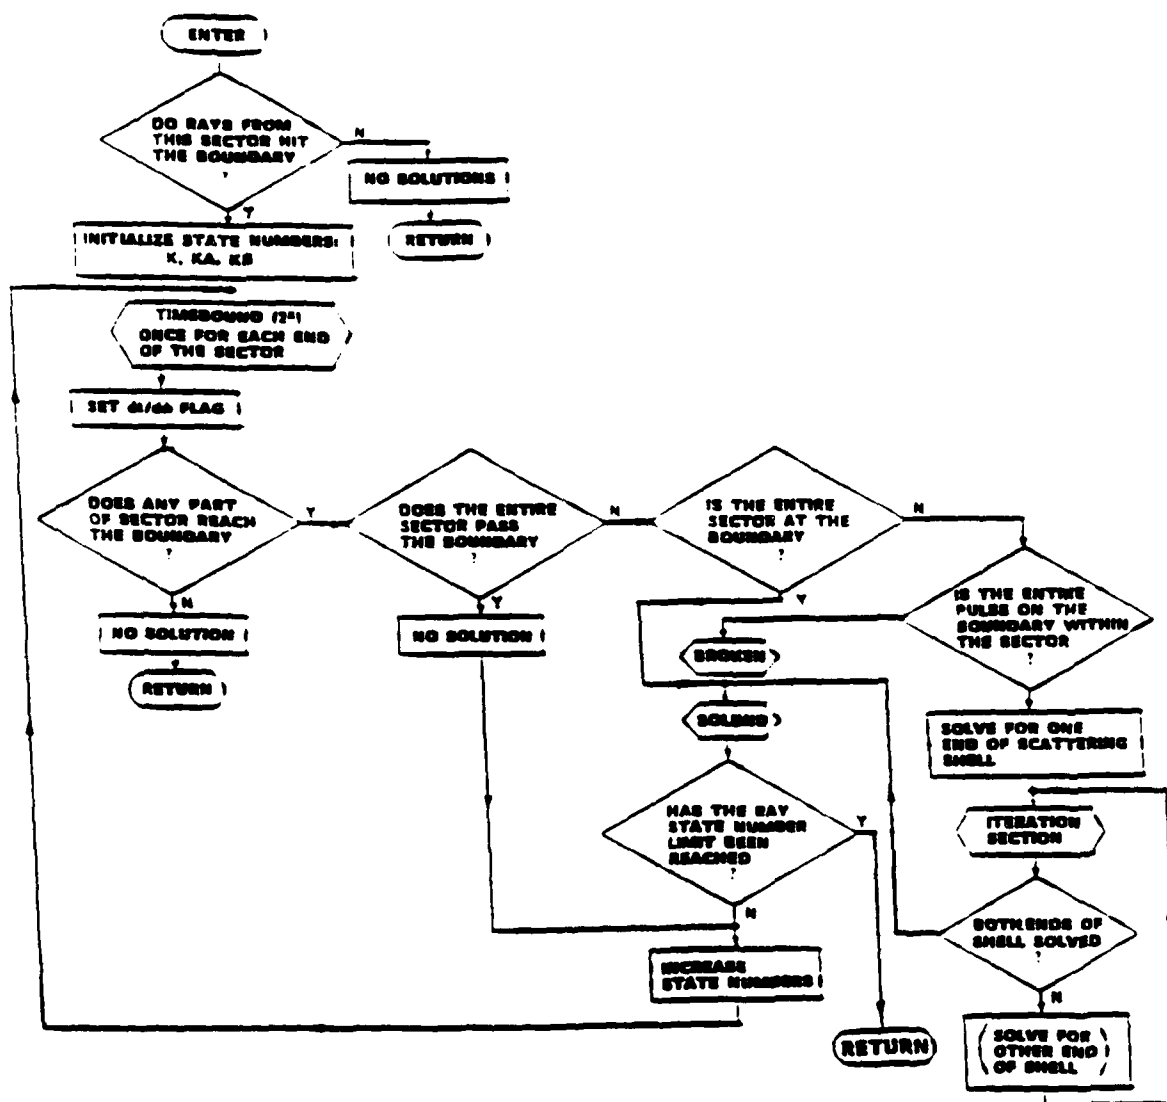 ENTER
DO RAYS FROM
THIS SECTOR HIT
THE BOUNDARY
?
N
NO SOLUTIONS
Y
RETURN
INITIALIZE STATE NUMBERS:
K, KA, KB
TIMEBOUND
ONCE FOR EACH END
OF THE SECTOR
SET FLAG
DOES ANY PART
OF SECTOR REACH
THE BOUNDARY
?
Y
DOES THE ENTIRE
SECTOR PASS
THE BOUNDARY
?
N
IS THE ENTIRE
SECTOR AT THE
BOUNDARY
?
N
IS THE ENTIRE
PULSE ON THE
BOUNDARY WITHIN
THE SECTOR
?
N
Y
Y
NO SOLUTION
NO SOLUTION
BROKEN
RETURN
SOLEND
SOLVE FOR ONE
END OF SCATTERING
SHELL
HAS THE RAY
STATE NUMBER
LIMIT BEEN
REACHED
?
Y
ITERATION
SECTION
N
BOTH ENDS OF
SHELL SOLVED
?
INCREASE
STATE NUMBERS
N
RETURN
SOLVE FOR
OTHER END
OF SHELL